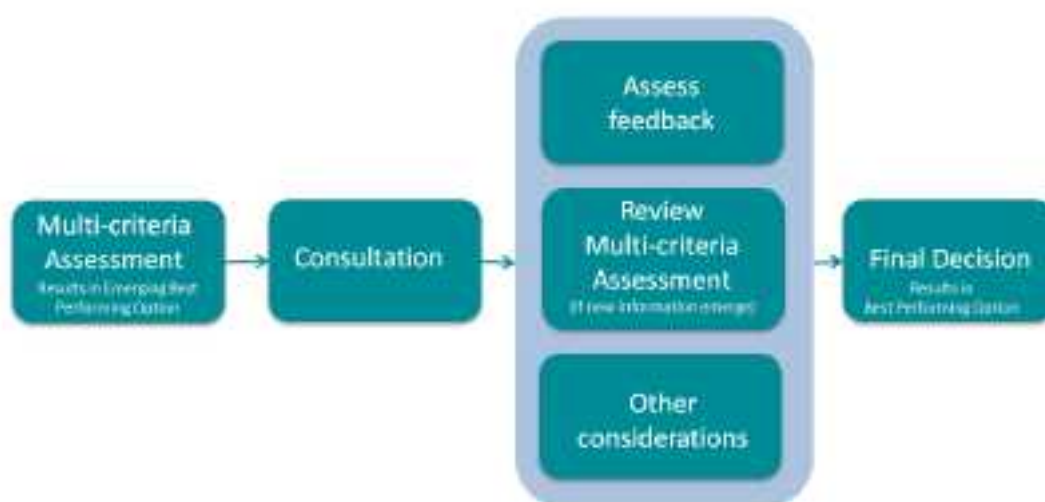 Multi-criteria
Assessment
Results in Emerging Best
Performing Option
Consultation
Assess
feedback
Review
Multi-criteria
Assessment
(if new information emerge)
Other
considerations
Final Decision
Results in
Best Performing Option